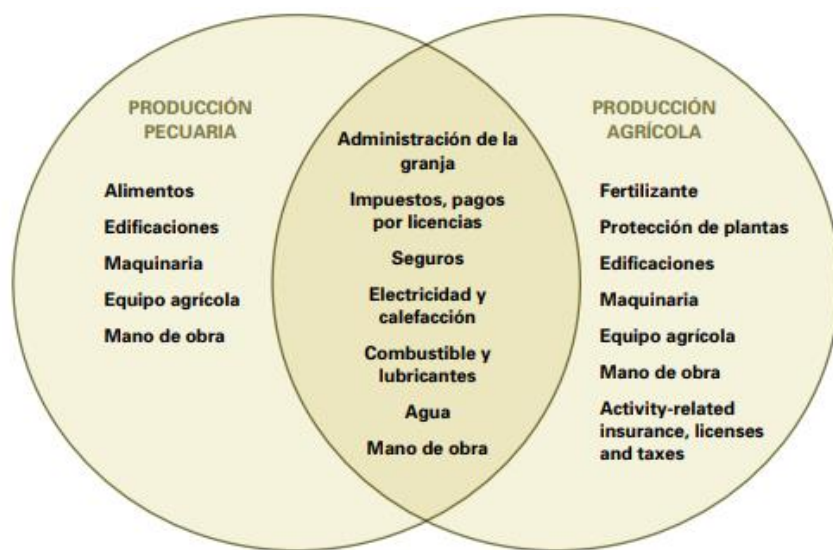 PRODUCCIÓN
PECUARIA
Alimentos
Edificaciones
Maquinaria
Equipo agrícola
Mano de obra
Administración de la
granja
Impuestos, pagos
por licencias
Seguros
Electricidad y
calefacción
Combustible y
lubricantes
Agua
Mano de obra
PRODUCCIÓN
AGRÍCOLA
Fertilizante
Protección de plantas
Edificaciones
Maquinaria
Equipo agrícola
Mano de obra
Activity-related
insurance, licenses
and taxes